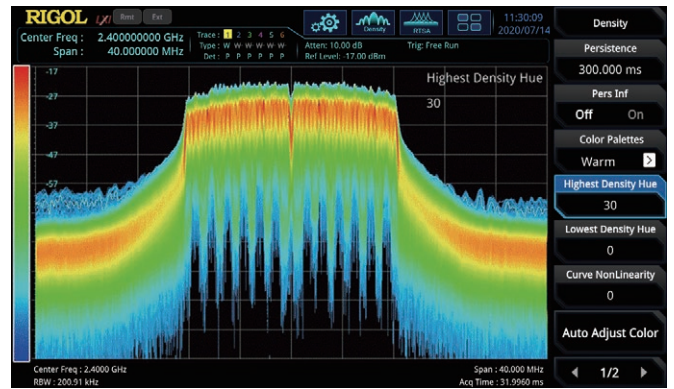 RIGOL LXI Rmt Ext
Center Freq : 2.400000000 GHz
Span : 40.000000 MHz
Trace : 1 2 3 4 5 6
Type : W W W W W W
Det : P P P P P P
Density
RTSA
Atten: 10.00 dB Trig: Free Run
Ref Level: -17.00 dBm
11:30:09
2020/07/14
-17
-27
-37
-47
-57
Highest Density Hue
30
Center Freq : 2.4000 GHz
RBW : 200.91 kHz
Span : 40.000 MHz
Acq Time : 31.9960 ms
Density
Persistence
300.000 ms
Pers Inf
Off On
Color Palettes
Warm
Highest Density Hue
30
Lowest Density Hue
0
Curve NonLinearity
0
Auto Adjust Color
1/2